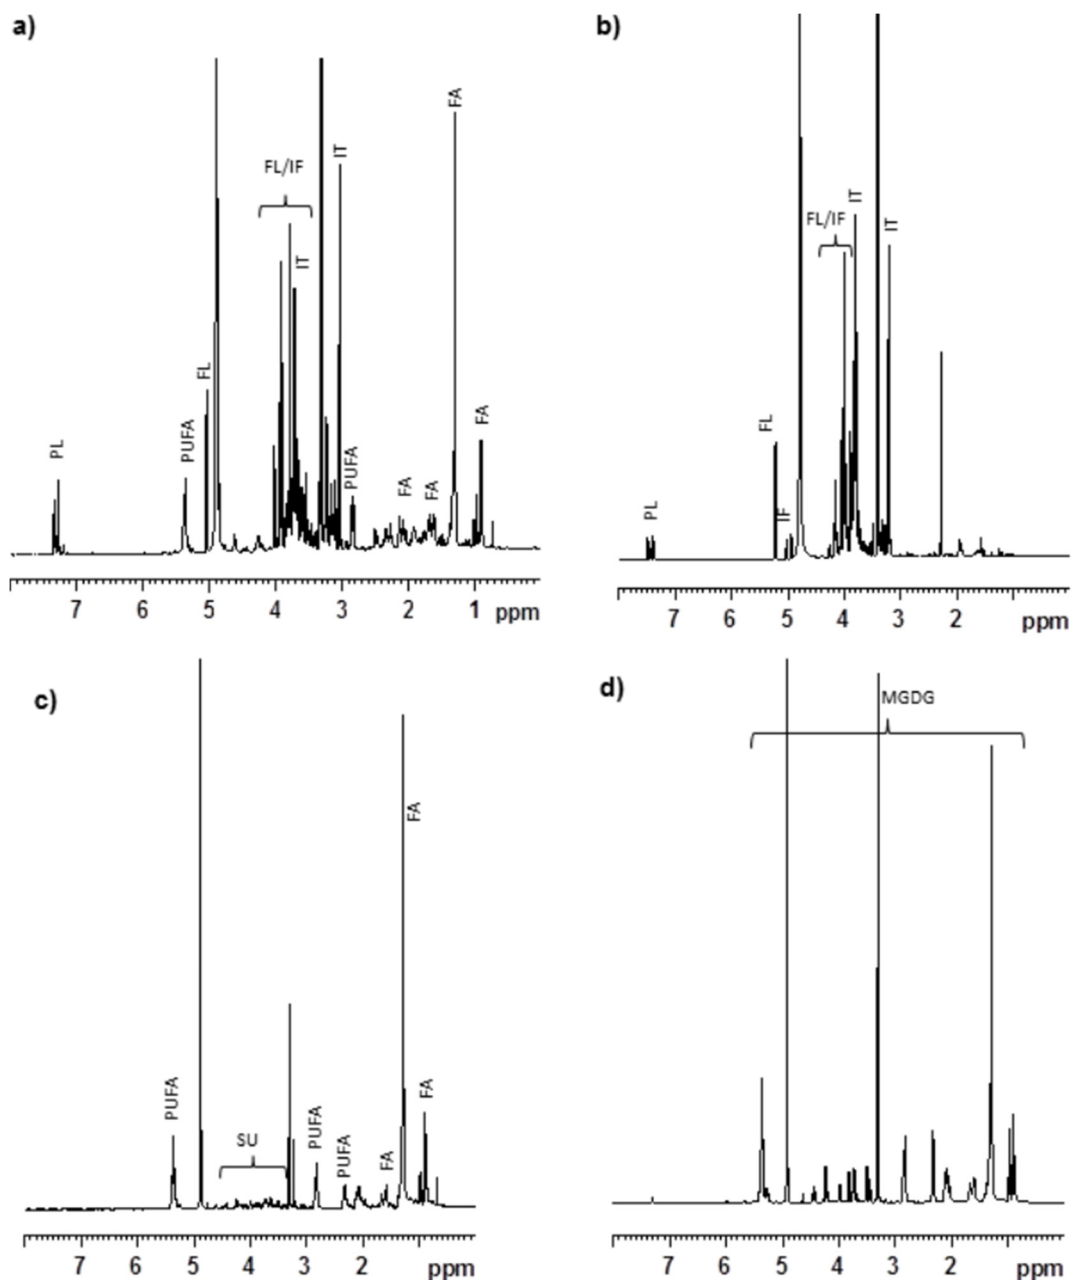 a)
FL/IF
IT
FA
IT
FL
PL
PUFA
PUFA
FA
FA
FA
7 6 5 4 3 2 1 ppm
b)
FL/IF
IT
IT
FL
IF
PL
7 6 5 4 3 2 ppm
c)
FA
PUFA
SU
PUFA
PUFA
FA
FA
7 6 5 4 3 2 ppm
d)
MGDG
7 6 5 4 3 2 ppm